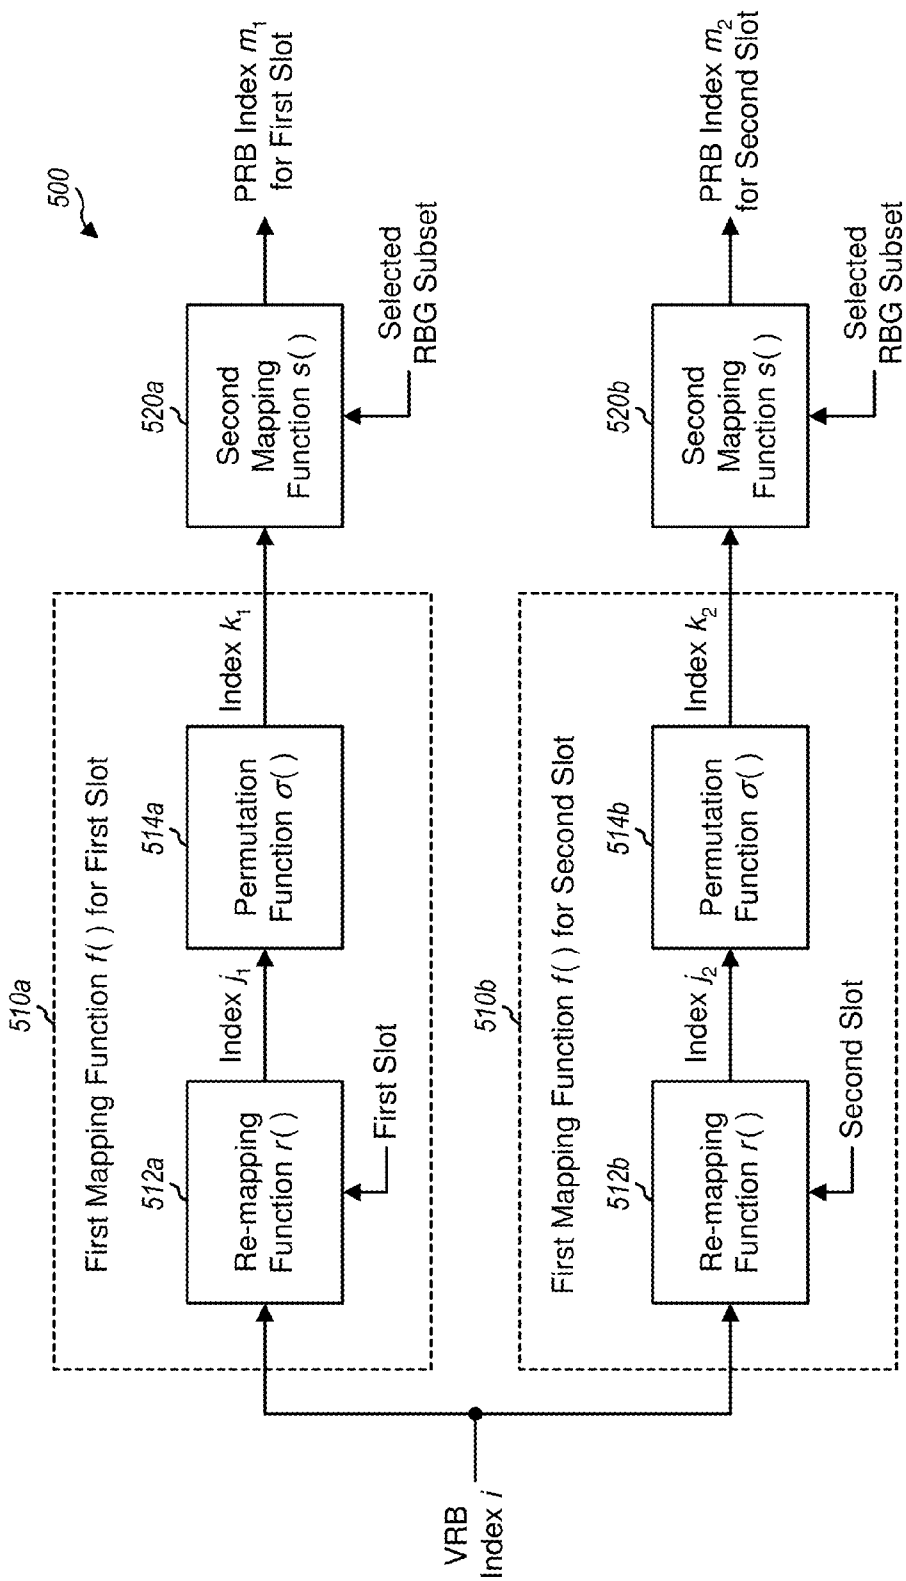 500
510a
First Mapping Function f( ) for First Slot
512a
Re-mapping
Function r( )
First Slot
Index j₁
514a
Permutation
Function σ( )
Index k₁
520a
Second
Mapping
Function s( )
Selected
RBG Subset
PRB Index m₁
for First Slot
VRB
Index i
510b
First Mapping Function f( ) for Second Slot
512b
Re-mapping
Function r( )
Second Slot
Index j₂
514b
Permutation
Function σ( )
Index k₂
520b
Second
Mapping
Function s( )
Selected
RBG Subset
PRB Index m₂
for Second Slot